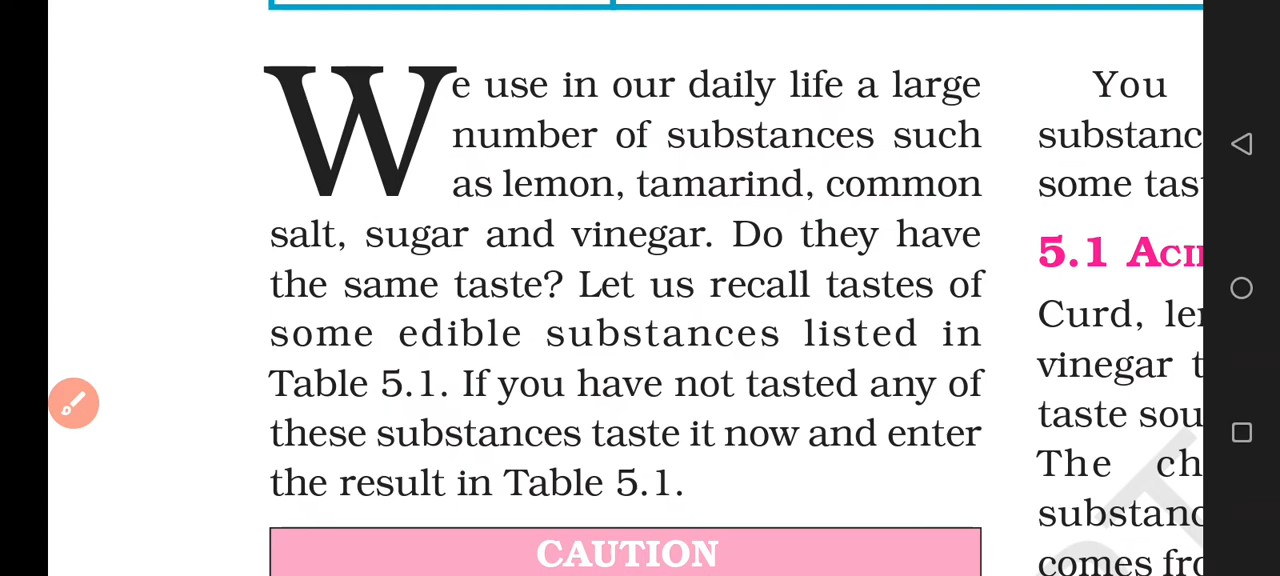 We use in our daily life a large
number of substances such
as lemon, tamarind, common
salt, sugar and vinegar. Do they have
the same taste? Let us recall tastes of
some edible substances listed in
Table 5.1. If you have not tasted any of
these substances taste it now and enter
the result in Table 5.1.
CAUTION
You
some
5.1
Curd,
vinegar
taste
The
comes